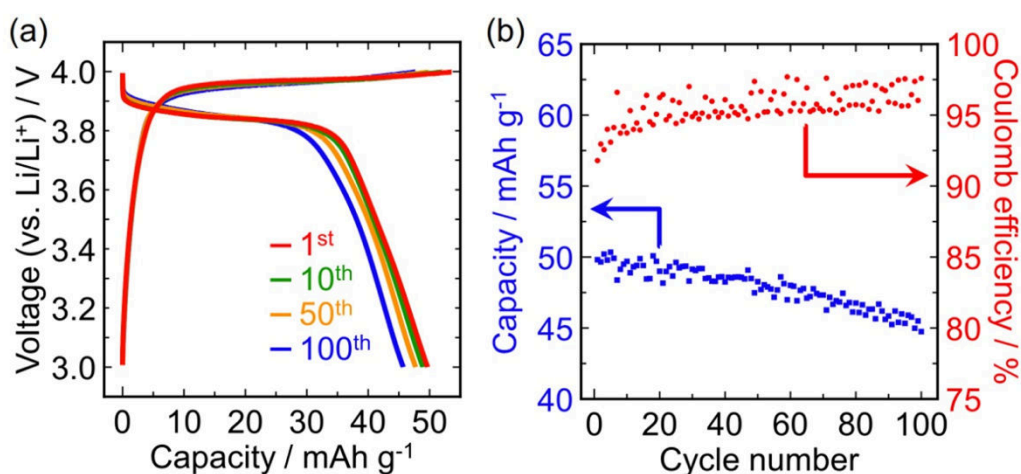 (a)
Voltage (vs. Li/Li⁺) / V
4.0
3.8
3.6
3.4
3.2
3.0
1st
10th
50th
100th
0 10 20 30 40 50
Capacity / mAh g⁻¹
(b)
Capacity / mAh g⁻¹
65
60
55
50
45
40
100
95
90
85
80
75
Coulomb efficiency / %
0 20 40 60 80 100
Cycle number